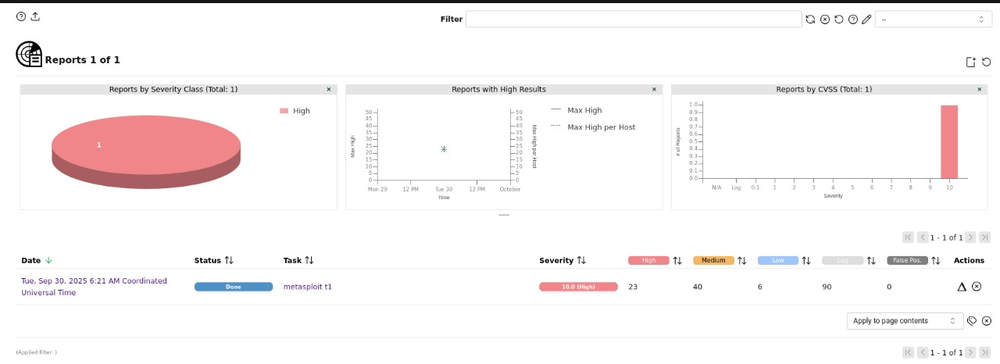 Filter
--
Reports 1 of 1
Reports by Severity Class (Total: 1) ×
High
1
Reports with High Results ×
Max High
Max High per Host
50
45
40
35
30
25
20
15
10
5
0
50
45
40
35
30
25
20
15
10
5
0
Max High
Max High per Host
Mon 29 12 PM Tue 30 12 PM October
Time
Reports by CVSS (Total: 1) ×
1.0
0.9
0.8
0.7
0.6
0.5
0.4
0.3
0.2
0.1
0.0
# of Reports
N/A Log 0.1 1 2 3 4 5 6 7 8 9 10
Severity
1 - 1 of 1
Date Status Task Severity High Medium Low Log False Pos. Actions
Tue, Sep 30, 2025 6:21 AM Coordinated
Universal Time
Done metasploit t1 10.0 (High) 23 40 6 90 0
Apply to page contents
(Applied filter: )
1 - 1 of 1